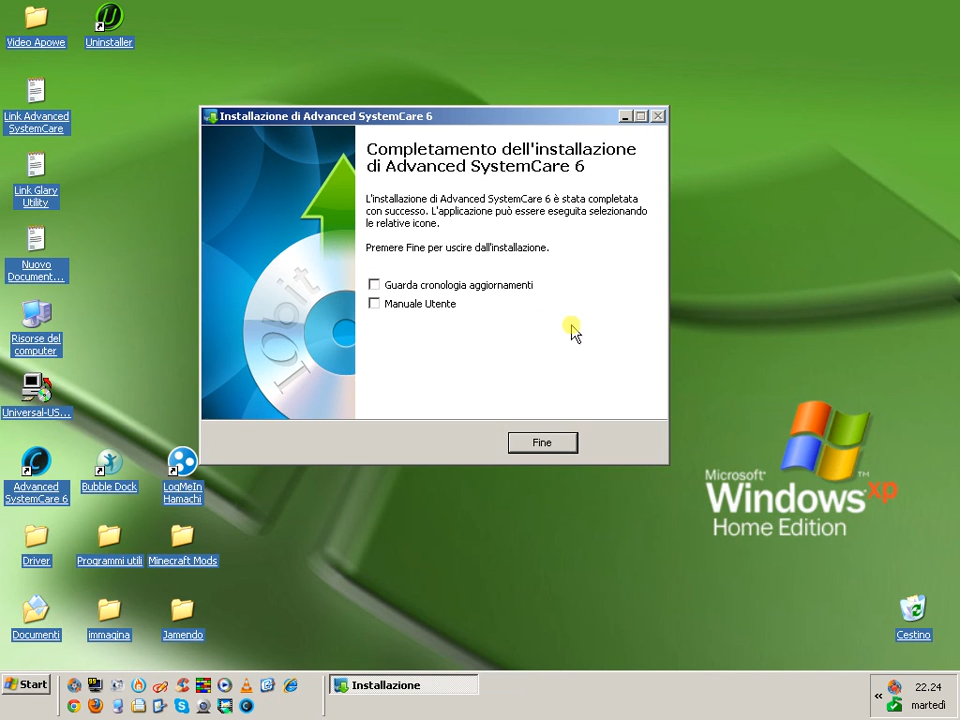 Video Apowe
Uninstaller
Link Advanced
SystemCare
Link Glary
Utility
Nuovo
Document...
Risorse del
computer
Universal-US...
Advanced
SystemCare 6
Bubble Dock
LogMeIn
Hamachi
Driver
Programmi utili
Minecraft Mods
Documenti
immagina
Jamendo
Installazione di Advanced SystemCare 6
IObit
Completamento dell'installazione
di Advanced SystemCare 6
L'installazione di Advanced SystemCare 6 è stata completata
con successo. L'applicazione può essere eseguita selezionando
le relative icone.
Premere Fine per uscire dall'installazione.
Guarda cronologia aggiornamenti
Manuale Utente
Fine
Microsoft®
Windows xp
TM
Home Edition
Cestino
Start
Installazione
«
22.24
martedì